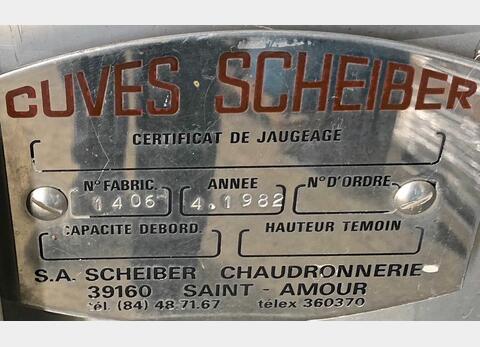 CUVES SCHEIBER
CERTIFICAT DE JAUGEAGE
N° FABRIC. ANNEE N° D'ORDRE
1406 4.1982
CAPACITE DEBORD. HAUTEUR TEMOIN
S.A. SCHEIBER CHAUDRONNERIE
39160 SAINT - AMOUR
tél. (84) 48.71.67 télex 360370